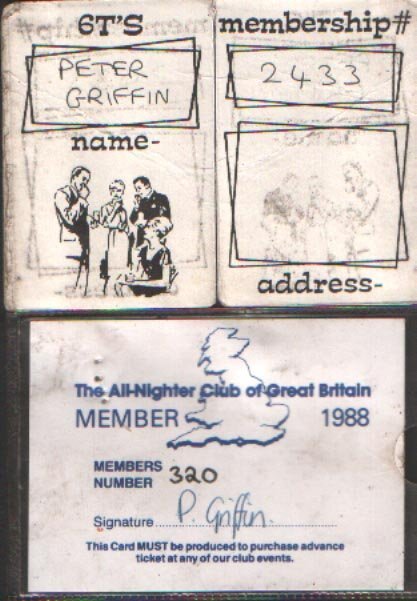 6T'S
PETER
GRIFFIN
name-
membership#
2433
address-
The All-Nighter Club of Great Britain
MEMBER 1988
MEMBERS
NUMBER 320
Signature P. Griffin.
This Card MUST be produced to purchase advance
ticket at any of our club events.